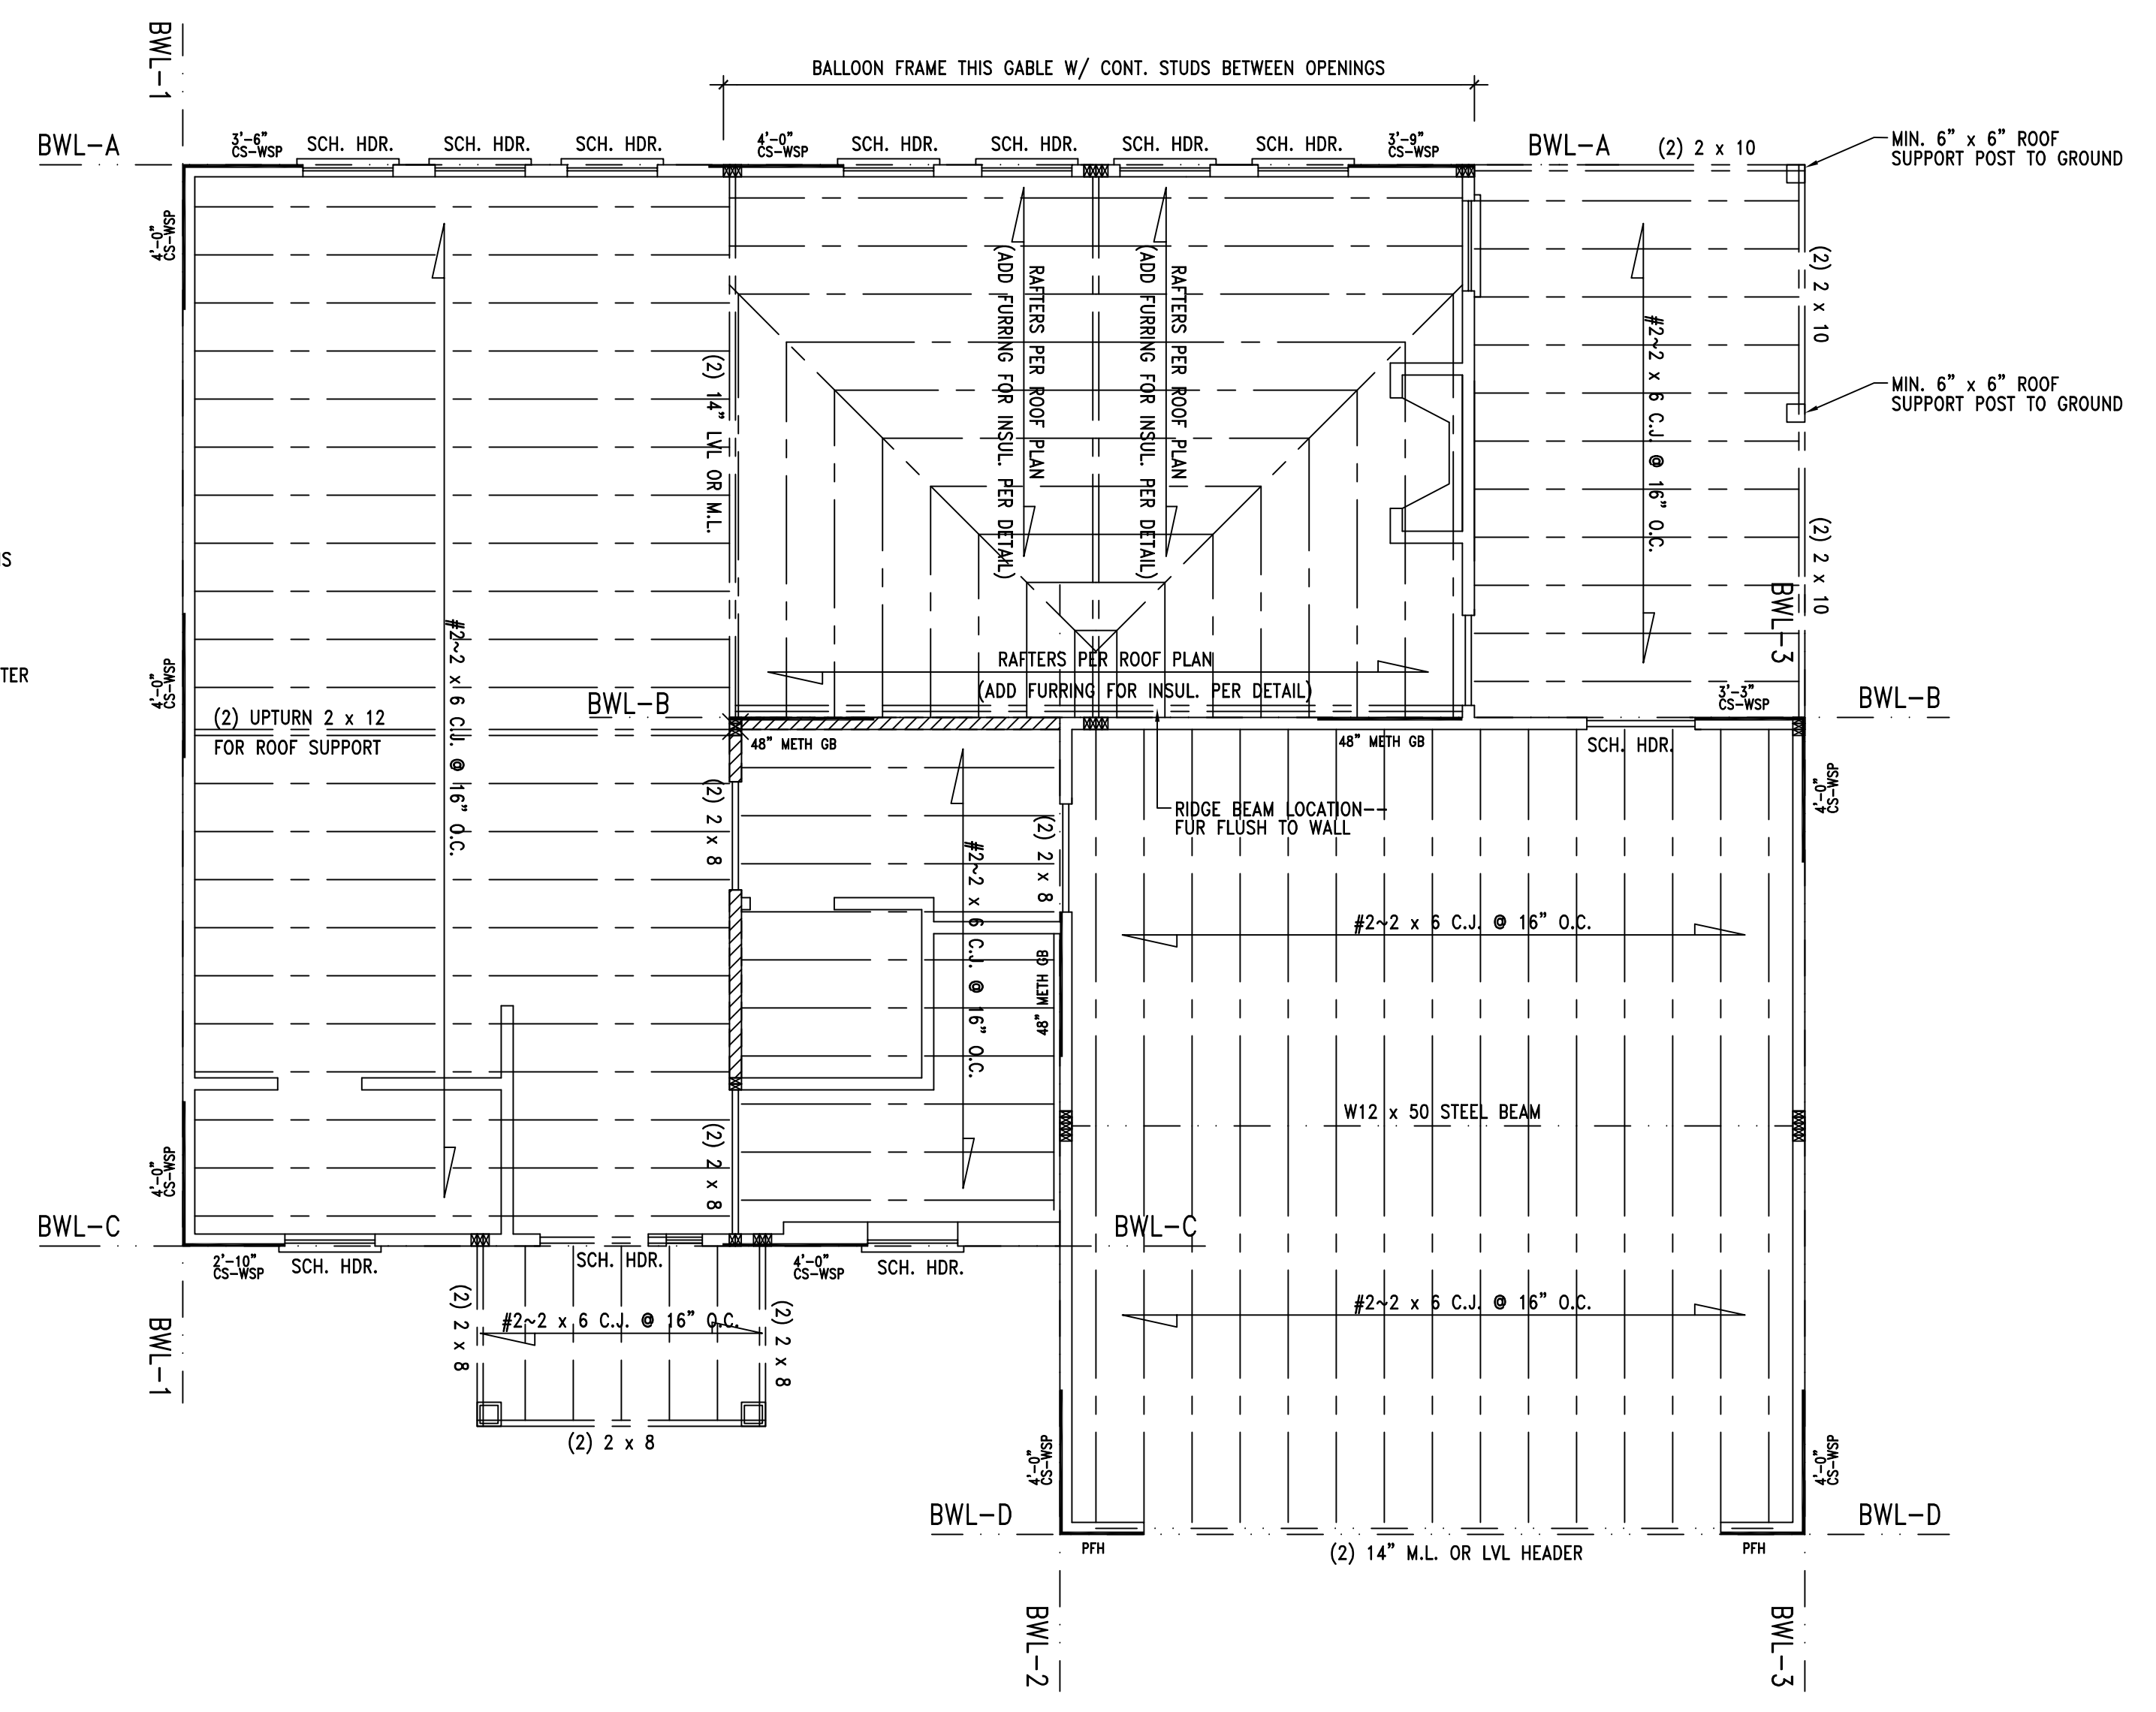 BWL-1
BALLOON FRAME THIS GABLE W/ CONT. STUDS BETWEEN OPENINGS
BWL-A
3'-6"
CS-WSP
SCH. HDR.
SCH. HDR.
SCH. HDR.
4'-0"
CS-WSP
SCH. HDR.
SCH. HDR.
SCH. HDR.
SCH. HDR.
3'-9"
CS-WSP
BWL-A
(2) 2 x 10
MIN. 6" x 6" ROOF
SUPPORT POST TO GROUND
4'-0"
CS-WSP
RAFTERS PER ROOF PLAN
(ADD FURRING FOR INSUL. PER DETAIL)
RAFTERS PER ROOF PLAN
(ADD FURRING FOR INSUL. PER DETAIL)
(2) 2 x 10
#2~2 x 6 C.J. @ 16" O.C.
(2) 14" LVL OR M.L.
MIN. 6" x 6" ROOF
SUPPORT POST TO GROUND
(2) 2 x 10
IS
TER
#2~2 x 6 C.J. @ 16" O.C.
4'-0"
CS-WSP
BWL-3
RAFTERS PER ROOF PLAN
(ADD FURRING FOR INSUL. PER DETAIL)
BWL-B
3'-3"
CS-WSP
BWL-B
(2) UPTURN 2 x 12
FOR ROOF SUPPORT
48" METH GB
48" METH GB
SCH. HDR.
4'-0"
CS-WSP
(2) 2 x 8
RIDGE BEAM LOCATION--
FUR FLUSH TO WALL
(2) 2 x 8
#2~2 x 6 C.J. @ 16" O.C.
#2~2 x 6 C.J. @ 16" O.C.
48" METH GB
W12 x 50 STEEL BEAM
(2) 2 x 8
4'-0"
CS-WSP
BWL-C
BWL-C
2'-10"
CS-WSP
SCH. HDR.
SCH. HDR.
4'-0"
CS-WSP
SCH. HDR.
(2) 2 x 8
#2~2 x 6 C.J. @ 16" O.C.
(2) 2 x 8
#2~2 x 6 C.J. @ 16" O.C.
BWL-1
(2) 2 x 8
4'-0"
CS-WSP
4'-0"
CS-WSP
BWL-D
BWL-D
PFH
(2) 14" M.L. OR LVL HEADER
PFH
BWL-2
BWL-3